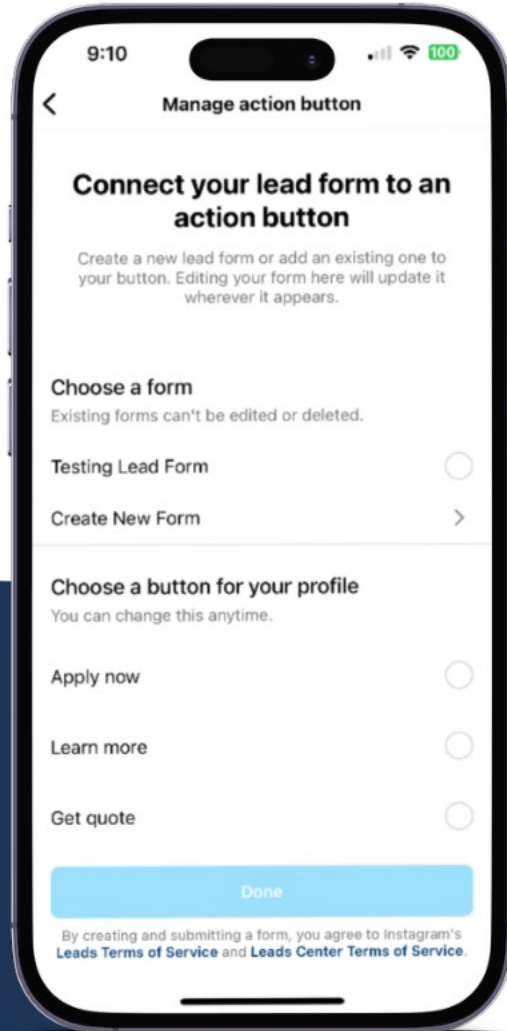 9:10
100
Manage action button
Connect your lead form to an
action button
Create a new lead form or add an existing one to
your button. Editing your form here will update it
wherever it appears.
Choose a form
Existing forms can't be edited or deleted.
Testing Lead Form
Create New Form
Choose a button for your profile
You can change this anytime.
Apply now
Learn more
Get quote
Done
By creating and submitting a form, you agree to Instagram's
Leads Terms of Service and Leads Center Terms of Service.